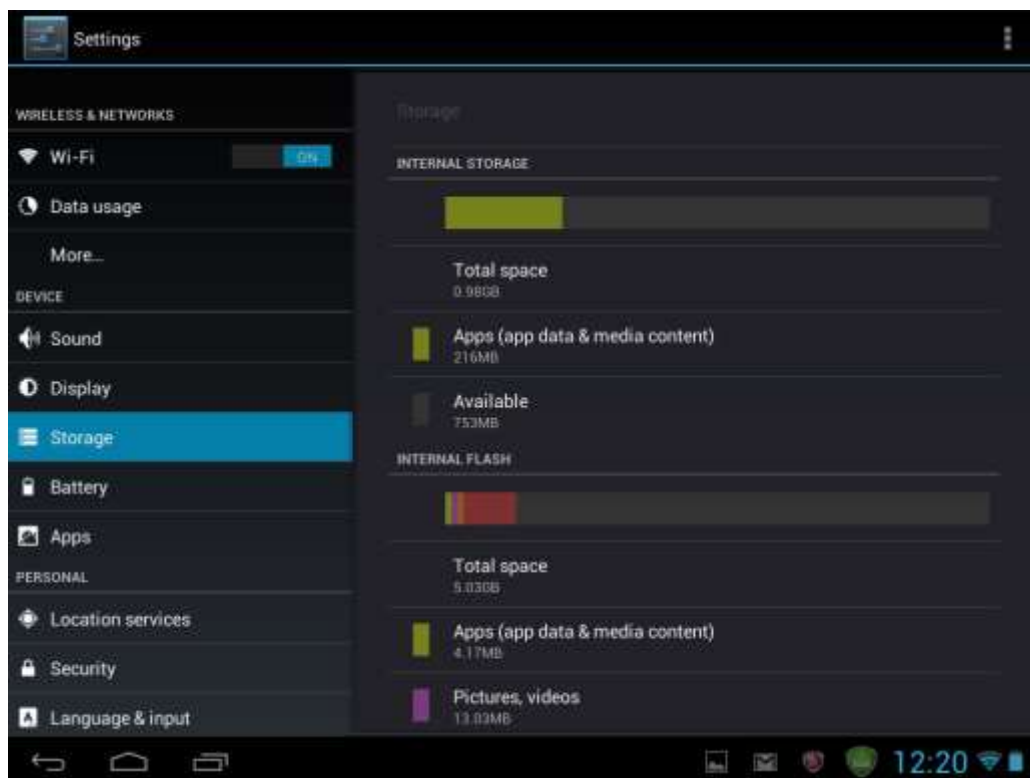 Settings
WIRELESS & NETWORKS
Wi-Fi
ON
Data usage
More...
DEVICE
Sound
Display
Storage
Battery
Apps
PERSONAL
Location services
Security
Language & input
Storage
INTERNAL STORAGE
Total space
0.98GB
Apps (app data & media content)
216MB
Available
753MB
INTERNAL FLASH
Total space
5.03GB
Apps (app data & media content)
4.17MB
Pictures, videos
13.03MB
12:20